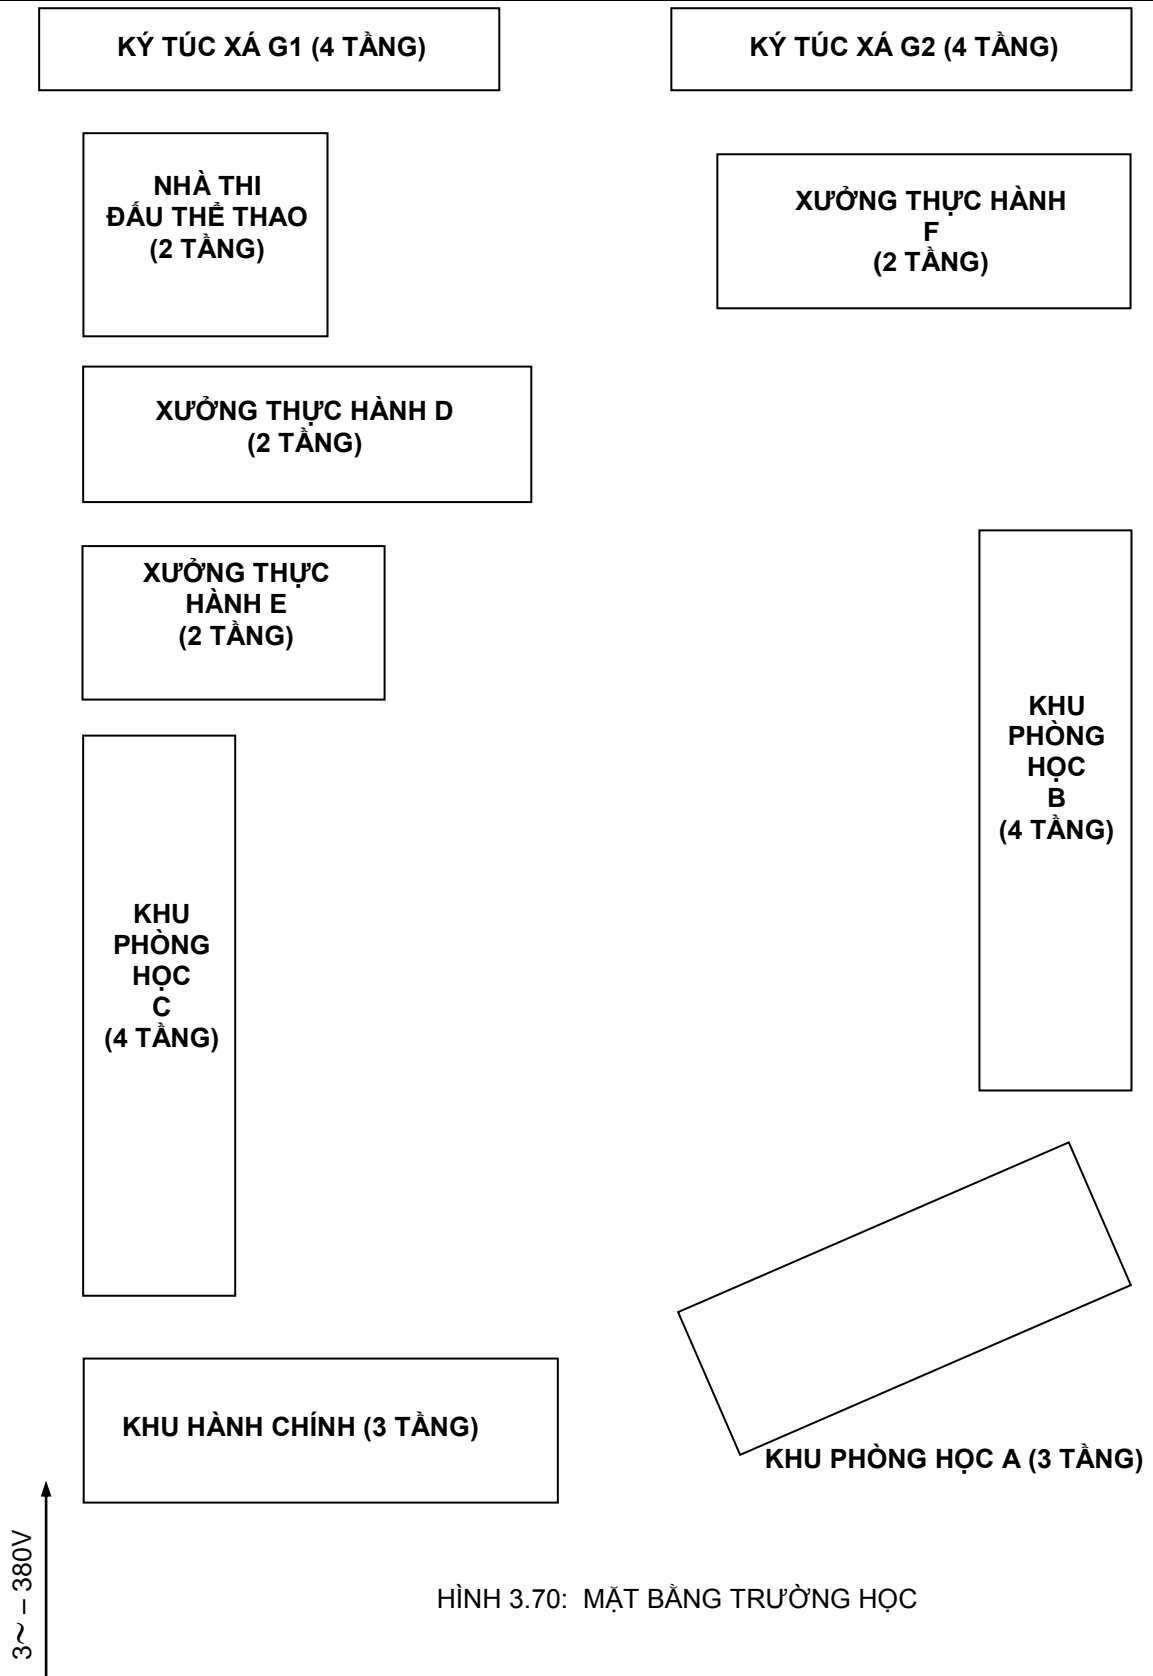 KÝ TÚC XÁ G1 (4 TẦNG)
KÝ TÚC XÁ G2 (4 TẦNG)
NHÀ THI
ĐẤU THỂ THAO
(2 TẦNG)
XƯỞNG THỰC HÀNH
F
(2 TẦNG)
XƯỞNG THỰC HÀNH D
(2 TẦNG)
XƯỞNG THỰC
HÀNH E
(2 TẦNG)
KHU
PHÒNG
HỌC
B
(4 TẦNG)
KHU
PHÒNG
HỌC
C
(4 TẦNG)
KHU HÀNH CHÍNH (3 TẦNG)
KHU PHÒNG HỌC A (3 TẦNG)
3∼ – 380V
HÌNH 3.70: MẶT BẰNG TRƯỜNG HỌC